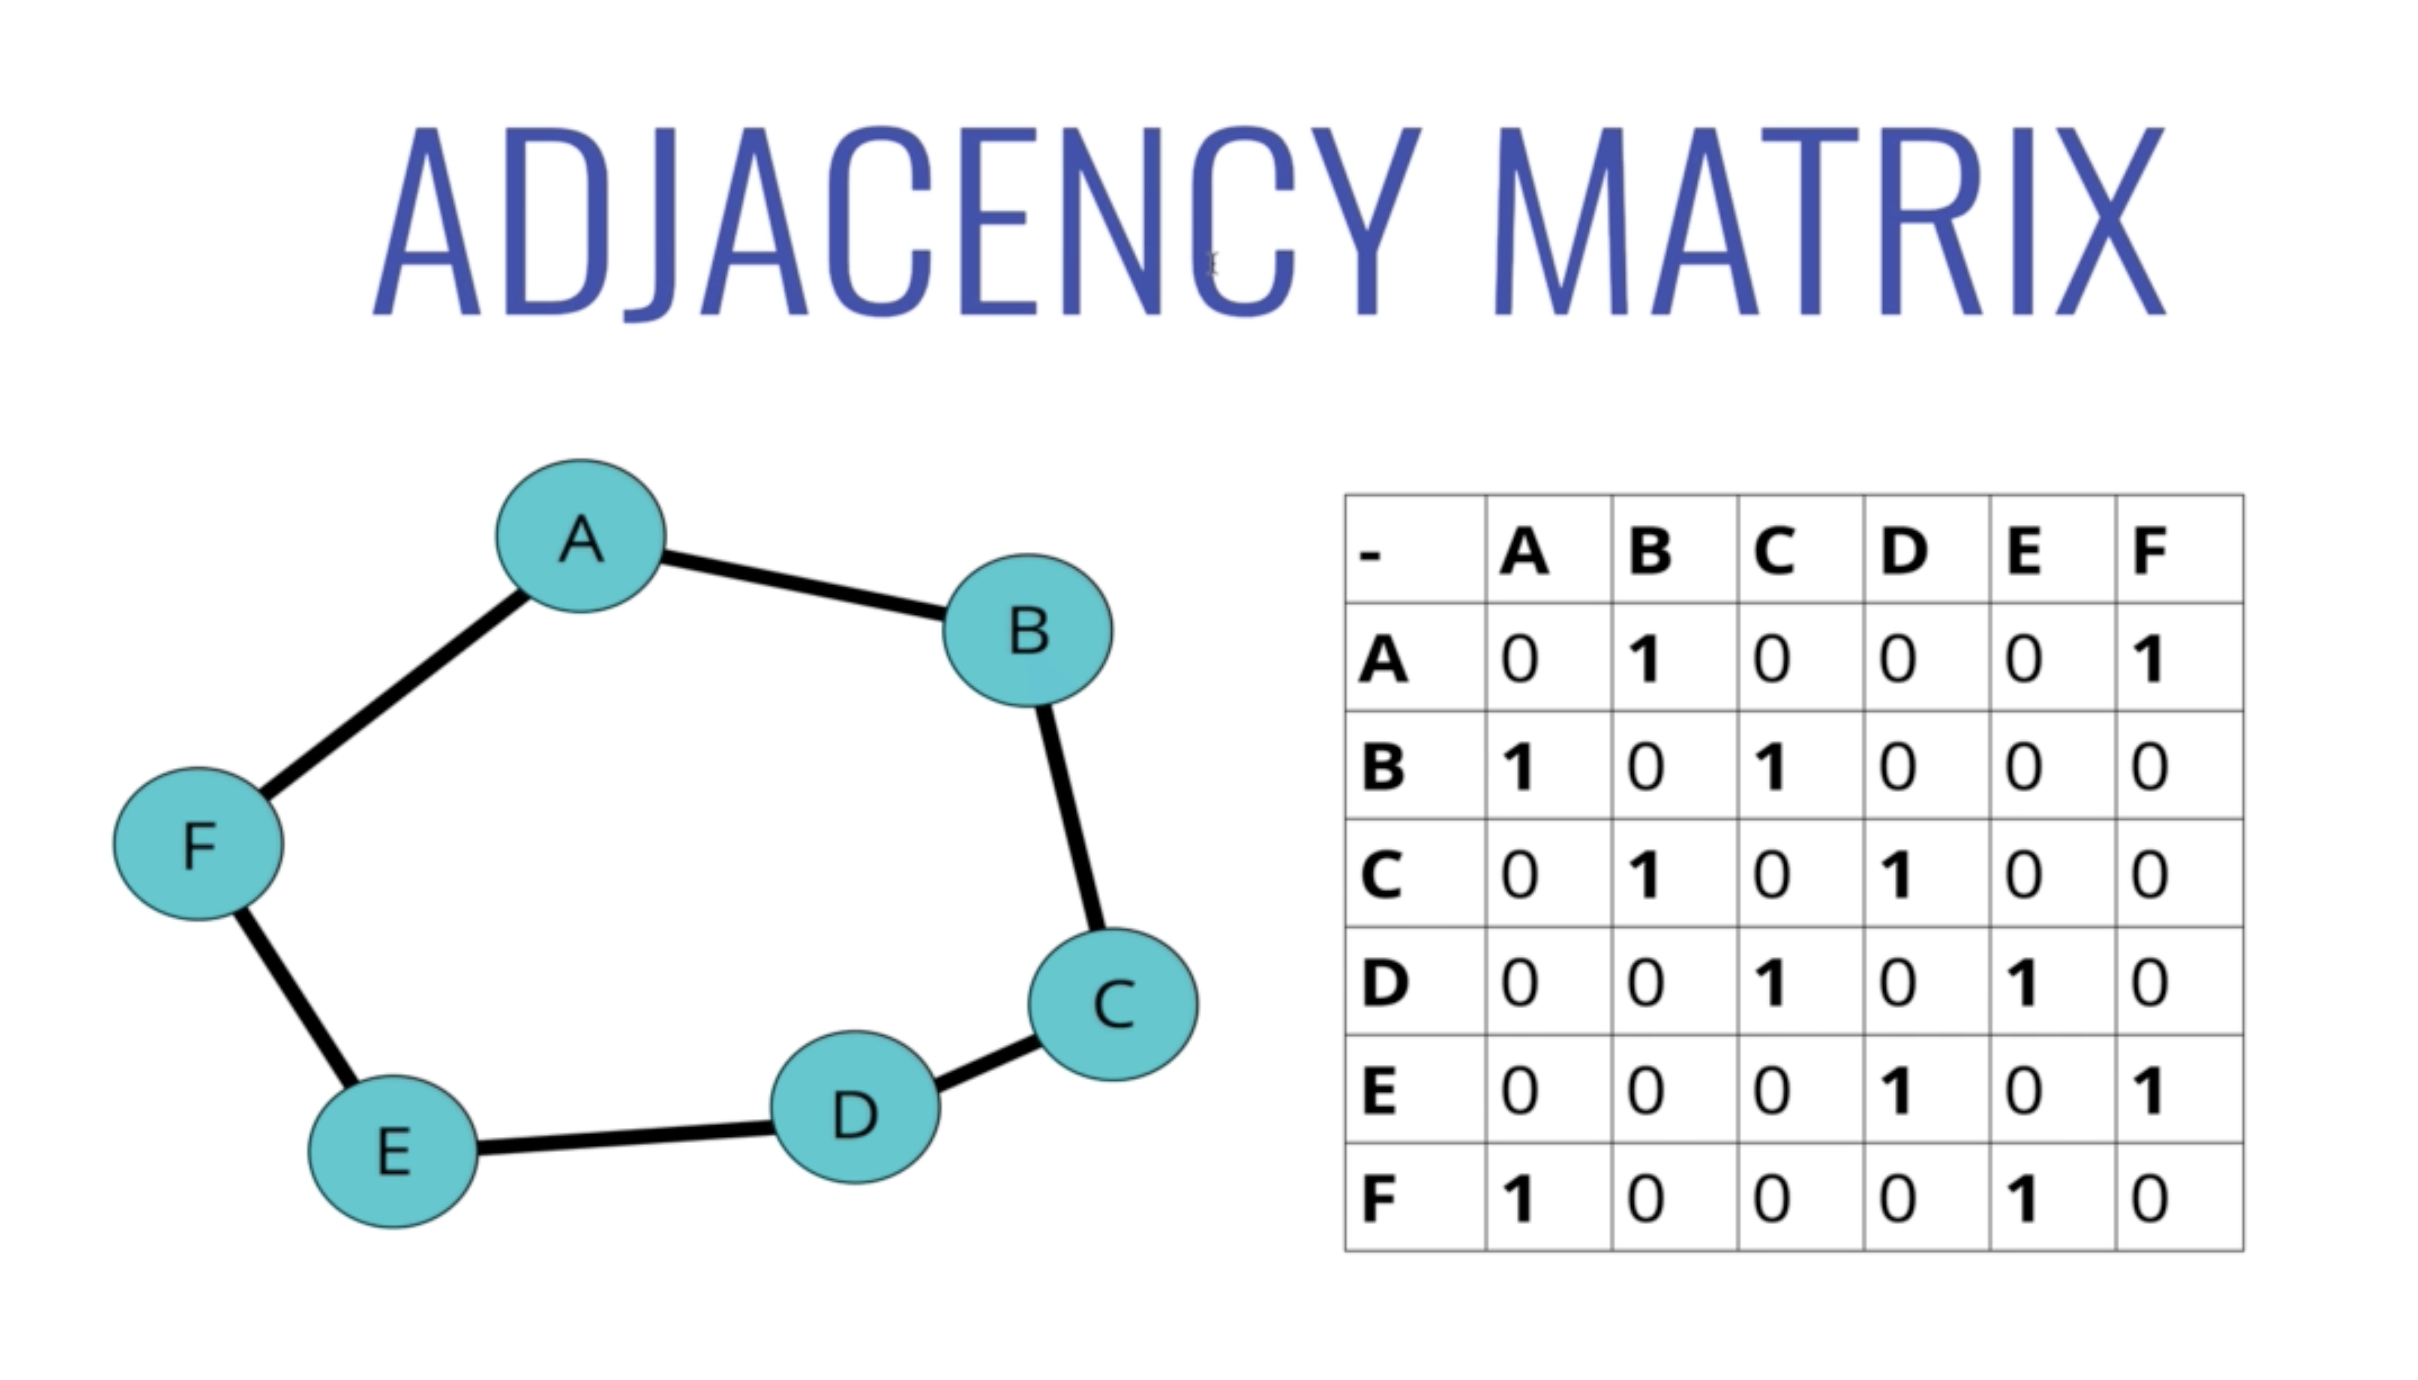 ADJACENCY MATRIX
A
B
F
C
D
E
- A B C D E F
A 0 1 0 0 0 1
B 1 0 1 0 0 0
C 0 1 0 1 0 0
D 0 0 1 0 1 0
E 0 0 0 1 0 1
F 1 0 0 0 1 0